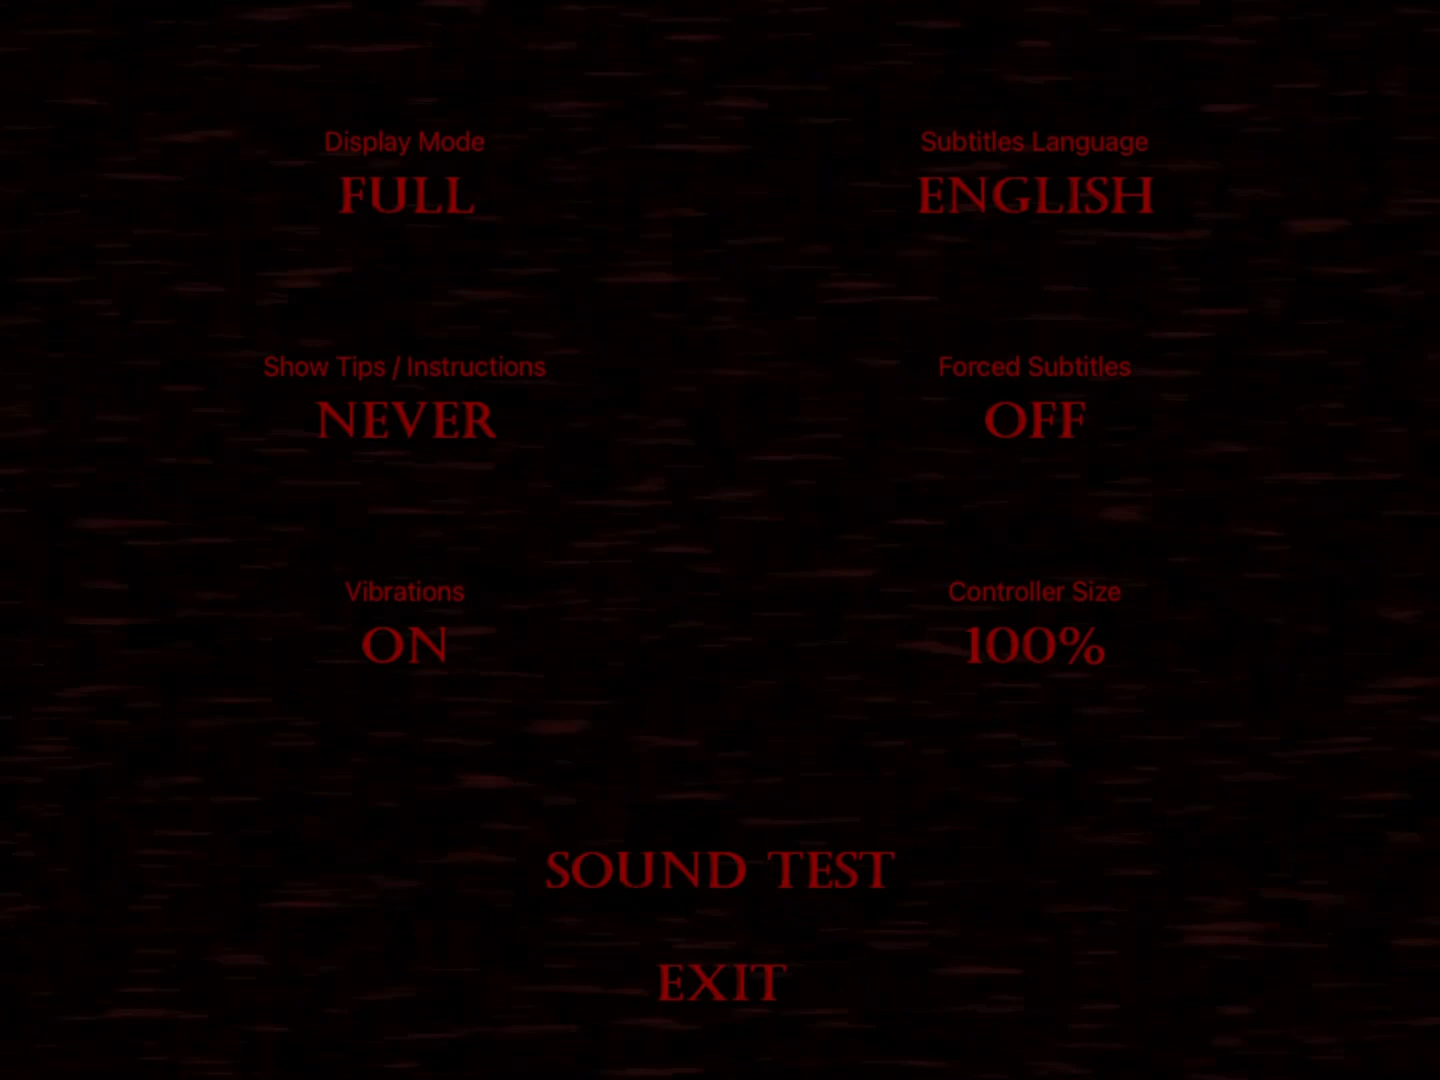 Display Mode
FULL
Subtitles Language
ENGLISH
Show Tips / Instructions
NEVER
Forced Subtitles
OFF
Vibrations
ON
Controller Size
100%
SOUND TEST
EXIT